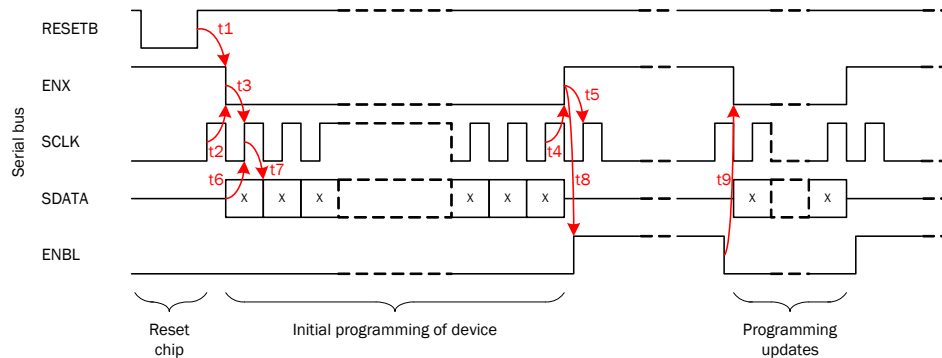 RESETB
t1
ENX
t3
t5
Serial bus
SCLK
t2
t4
t7
t6
t8
t9
SDATA
X X X X X X X X
ENBL
Reset
chip
Initial programming of device
Programming
updates